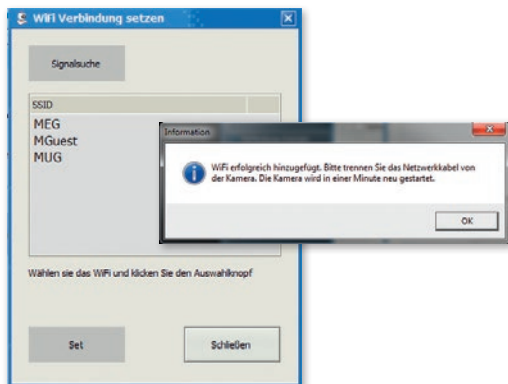 WiFi Verbindung setzen
Signalsuche
SSID
MEG
MGuest
MUG
Information
WiFi erfolgreich hinzugefügt. Bitte trennen Sie das Netzwerkkabel von
der Kamera. Die Kamera wird in einer Minute neu gestartet.
OK
Wählen sie das WiFi und klicken Sie den Auswahlknopf
Set
Schließen